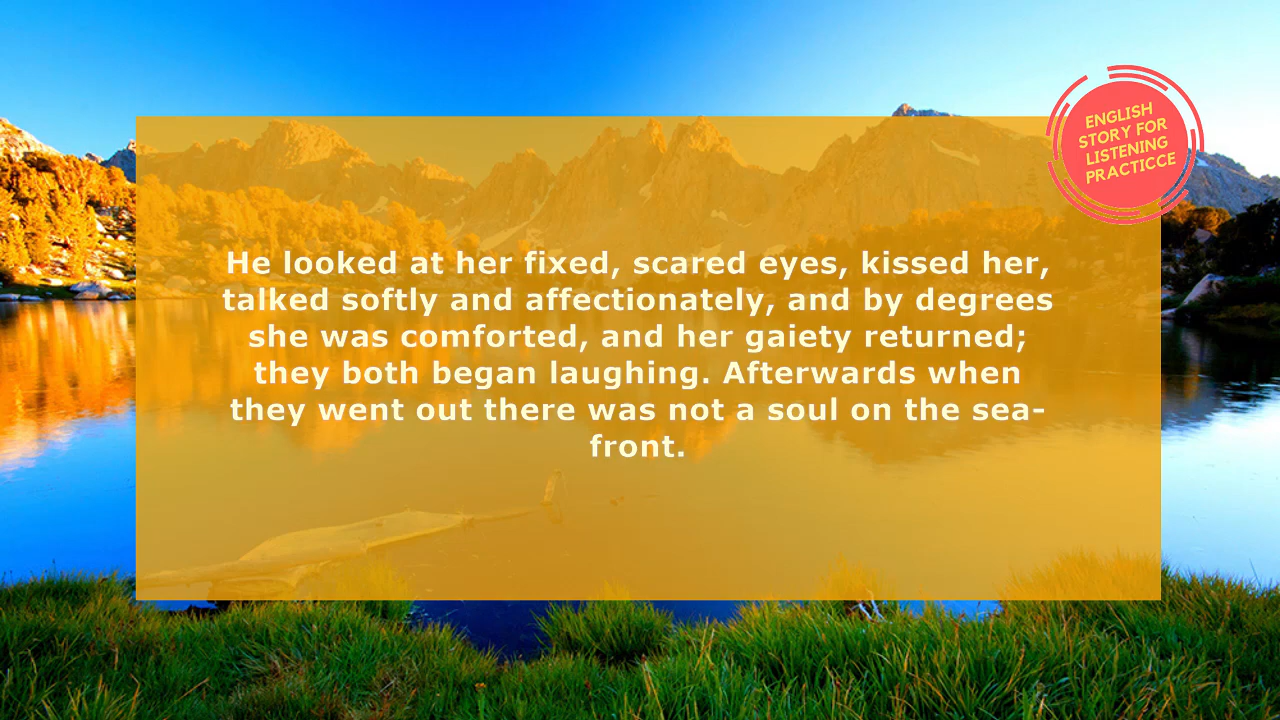 He looked at her fixed, scared eyes, kissed her,
talked softly and affectionately, and by degrees
she was comforted, and her gaiety returned;
they both began laughing. Afterwards when
they went out there was not a soul on the sea-
front.
ENGLISH
STORY FOR
LISTENING
PRACTICCE